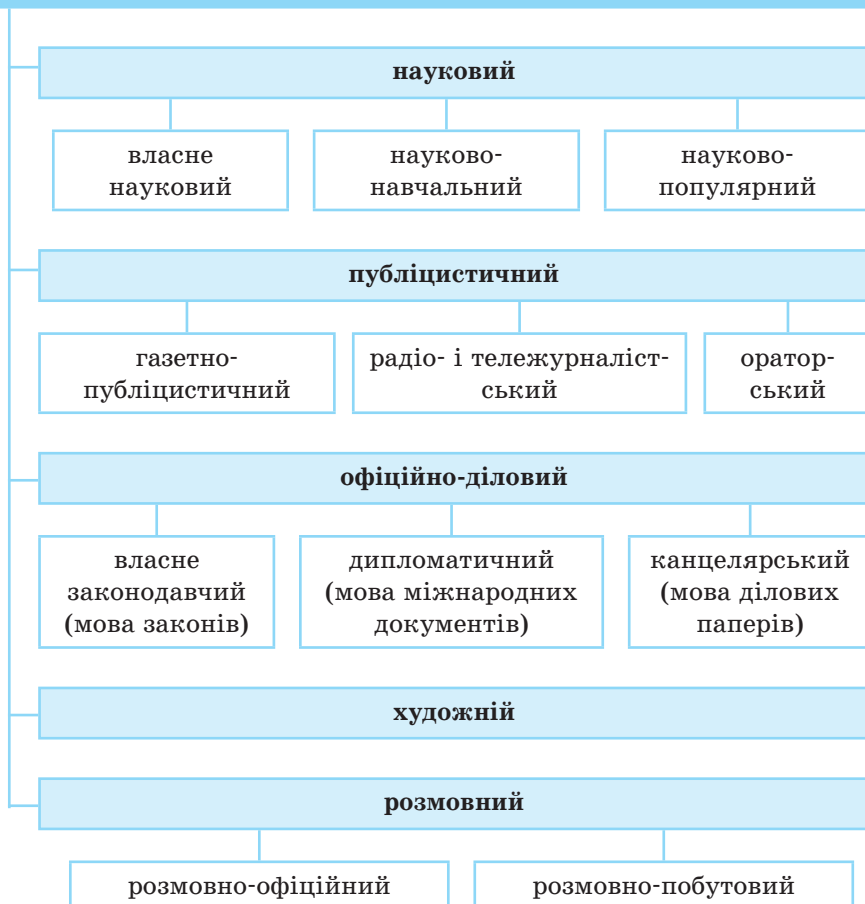 науковий
власне
науковий
науково-
навчальний
науково-
популярний
публіцистичний
газетно-
публіцистичний
радіо- і тележурналіст-
ський
оратор-
ський
офіційно-діловий
власне
законодавчий
(мова законів)
дипломатичний
(мова міжнародних
документів)
канцелярський
(мова ділових
паперів)
художній
розмовний
розмовно-офіційний
розмовно-побутовий